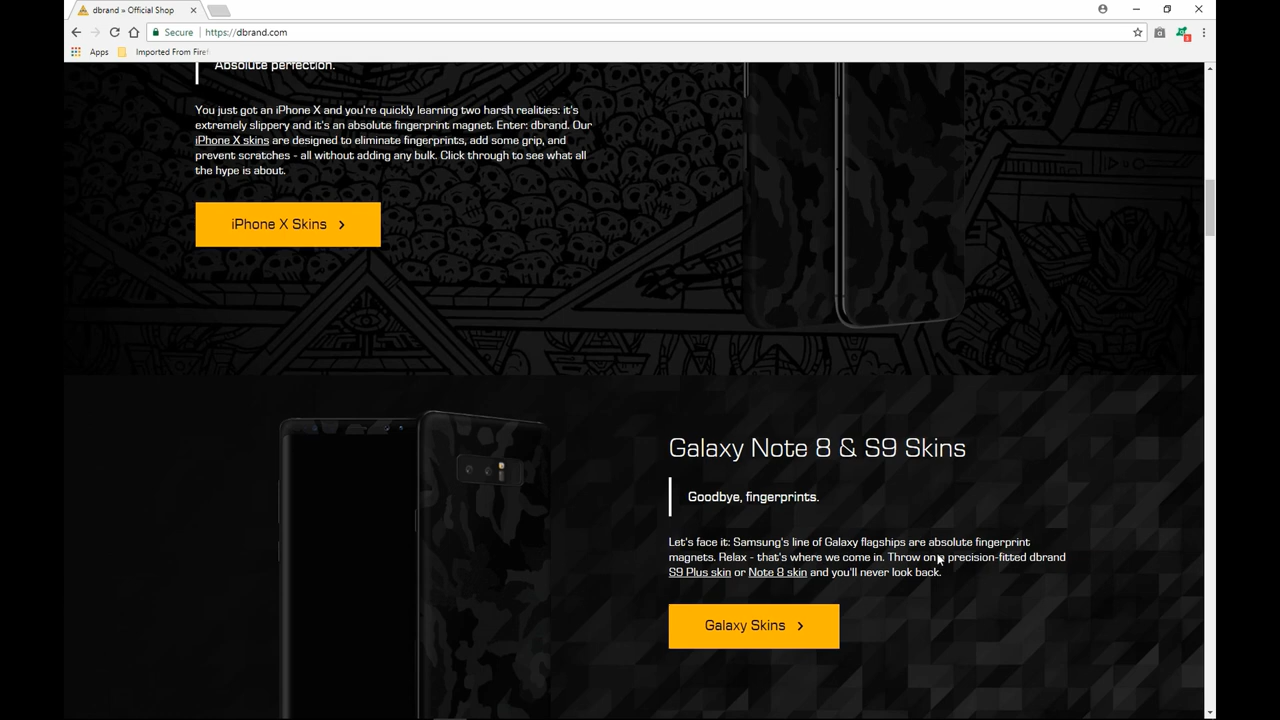 dbrand » Official Shop
Secure
https://dbrand.com
Apps
Imported From Firef
Absolute perfection.
You just got an iPhone X and you're quickly learning two harsh realities: it's
extremely slippery and it's an absolute fingerprint magnet. Enter: dbrand. Our
iPhone X skins are designed to eliminate fingerprints, add some grip, and
prevent scratches - all without adding any bulk. Click through to see what all
the hype is about.
iPhone X Skins
Galaxy Note 8 & S9 Skins
Goodbye, fingerprints.
Let's face it: Samsung's line of Galaxy flagships are absolute fingerprint
magnets. Relax - that's where we come in. Throw on a precision-fitted dbrand
S9 Plus skin or Note 8 skin and you'll never look back.
Galaxy Skins